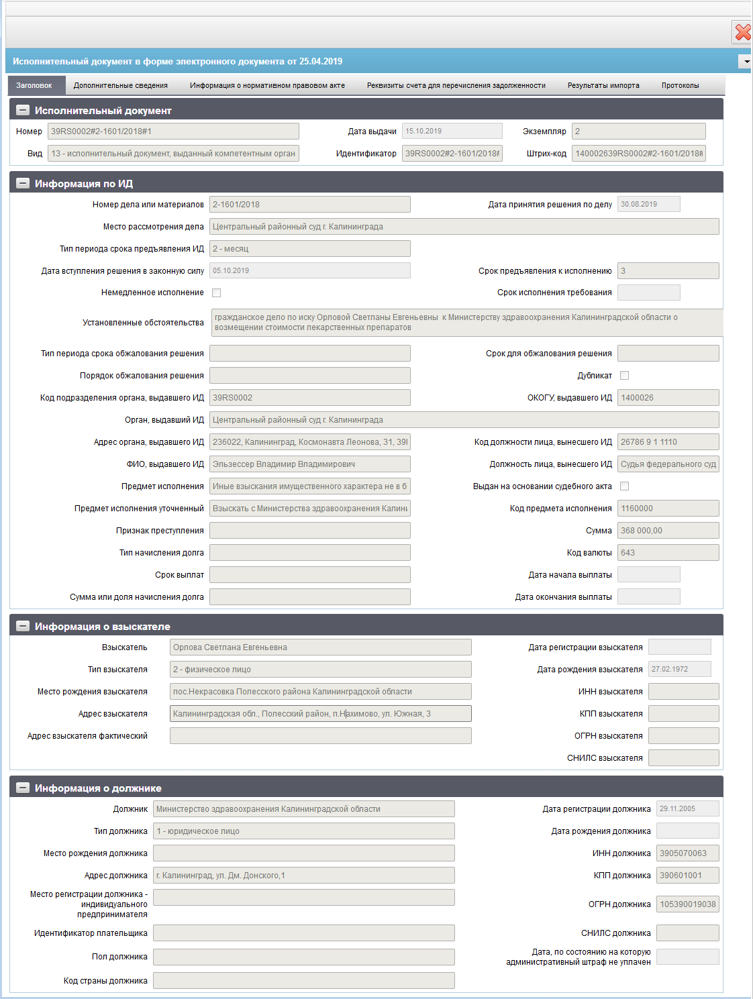 Исполнительный документ в форме электронного документа от 25.04.2019
Заголовок Дополнительные сведения Информация о нормативном правовом акте Реквизиты счета для перечисления задолженности Результаты импорта Протоколы
Исполнительный документ
Номер 39RS0002#2-1601/2018#1 Дата выдачи 15.10.2019 Экземпляр 2
Вид 13 - исполнительный документ, выданный компетентным орган Идентификатор 39RS0002#2-1601/2018# Штрих-код 140002639RS0002#2-1601/2018#
Информация по ИД
Номер дела или материалов 2-1601/2018 Дата принятия решения по делу 30.08.2019
Место рассмотрения дела Центральный районный суд г. Калининграда
Тип периода срока предъявления ИД 2 - месяц
Дата вступления решения в законную силу 05.10.2019 Срок предъявления к исполнению 3
Немедленное исполнение Срок исполнения требования
Установленные обстоятельства гражданское дело по иску Орловой Светланы Евгеньевны к Министерству здравоохранения Калининградской области о
возмещении стоимости лекарственных препаратов
Тип периода срока обжалования решения Срок для обжалования решения
Порядок обжалования решения Дубликат
Код подразделения органа, выдавшего ИД 39RS0002 ОКОГУ, выдавшего ИД 1400026
Орган, выдавший ИД Центральный районный суд г. Калининграда
Адрес органа, выдавшего ИД 236022, Калининград, Космонавта Леонова, 31, 39 Код должности лица, вынесшего ИД 26786 9 1 1110
ФИО, выдавшего ИД Эльзессер Владимир Владимирович Должность лица, вынесшего ИД Судья федерального суд
Предмет исполнения Иные взыскания имущественного характера не в б Выдан на основании судебного акта
Предмет исполнения уточненный Взыскать с Министерства здравоохранения Калин Код предмета исполнения 1160000
Признак преступления Сумма 368 000,00
Тип начисления долга Код валюты 643
Срок выплат Дата начала выплаты
Сумма или доля начисления долга Дата окончания выплаты
Информация о взыскателе
Взыскатель Орлова Светлана Евгеньевна Дата регистрации взыскателя
Тип взыскателя 2 - физическое лицо Дата рождения взыскателя 27.02.1972
Место рождения взыскателя пос.Некрасовка Полесского района Калининградской области ИНН взыскателя
Адрес взыскателя Калининградская обл., Полесский район, п.Нахимово, ул. Южная, 3 КПП взыскателя
Адрес взыскателя фактический ОГРН взыскателя
СНИЛС взыскателя
Информация о должнике
Должник Министерство здравоохранения Калининградской области Дата регистрации должника 29.11.2005
Тип должника 1 - юридическое лицо Дата рождения должника
Место рождения должника ИНН должника 3905070063
Адрес должника г. Калининград, ул. Дм. Донского,1 КПП должника 390601001
Место регистрации должника -
индивидуального
предпринимателя
ОГРН должника 105390019038
Идентификатор плательщика СНИЛС должника
Пол должника Дата, по состоянию на которую
административный штраф не уплачен
Код страны должника